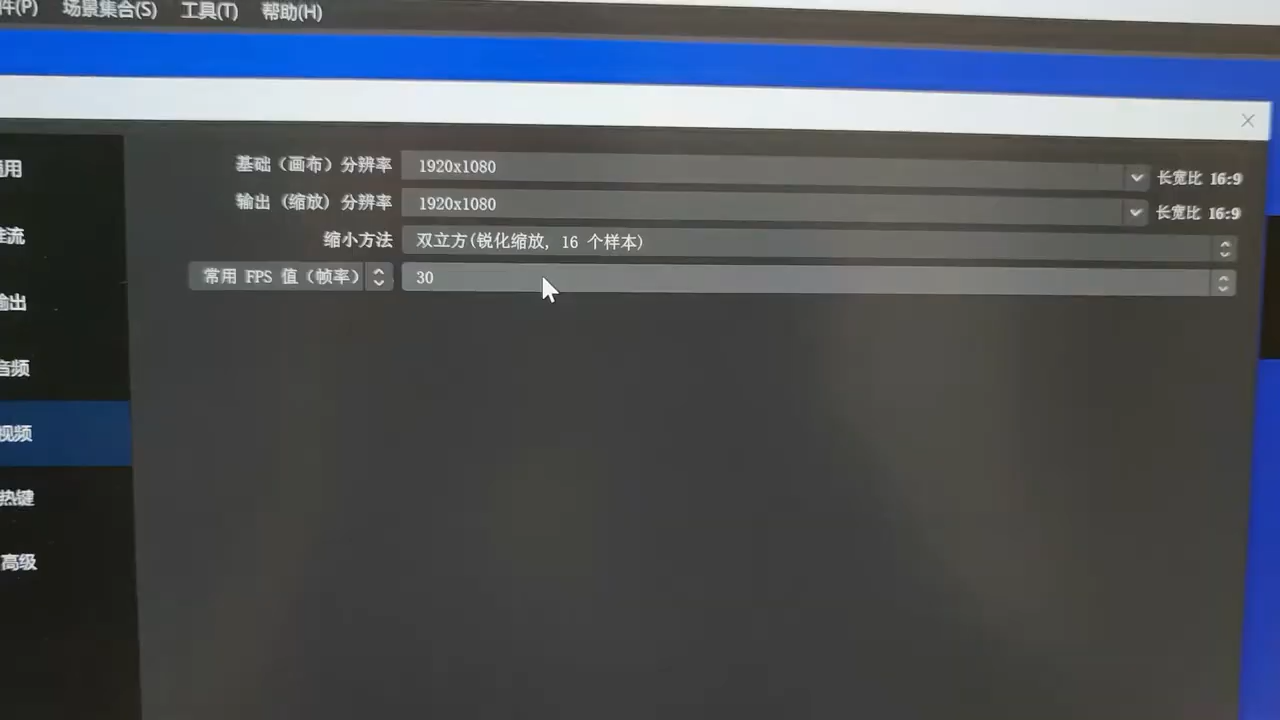 件(P) 场景集合(S) 工具(T) 帮助(H)
基础（画布）分辨率 1920x1080 长宽比 16:9
输出（缩放）分辨率 1920x1080 长宽比 16:9
缩小方法 双立方(锐化缩放, 16 个样本)
常用 FPS 值（帧率） 30
通用
推流
输出
音频
视频
热键
高级